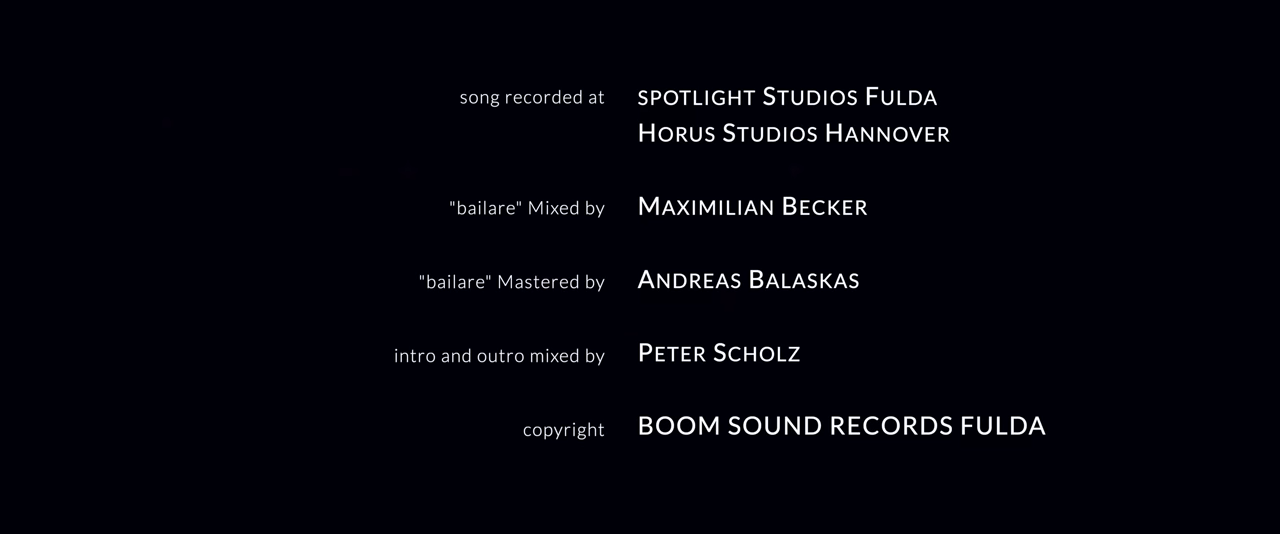 song recorded at SPOTLIGHT STUDIOS FULDA
HORUS STUDIOS HANNOVER
"bailare" Mixed by MAXIMILIAN BECKER
"bailare" Mastered by ANDREAS BALASKAS
intro and outro mixed by PETER SCHOLZ
copyright BOOM SOUND RECORDS FULDA